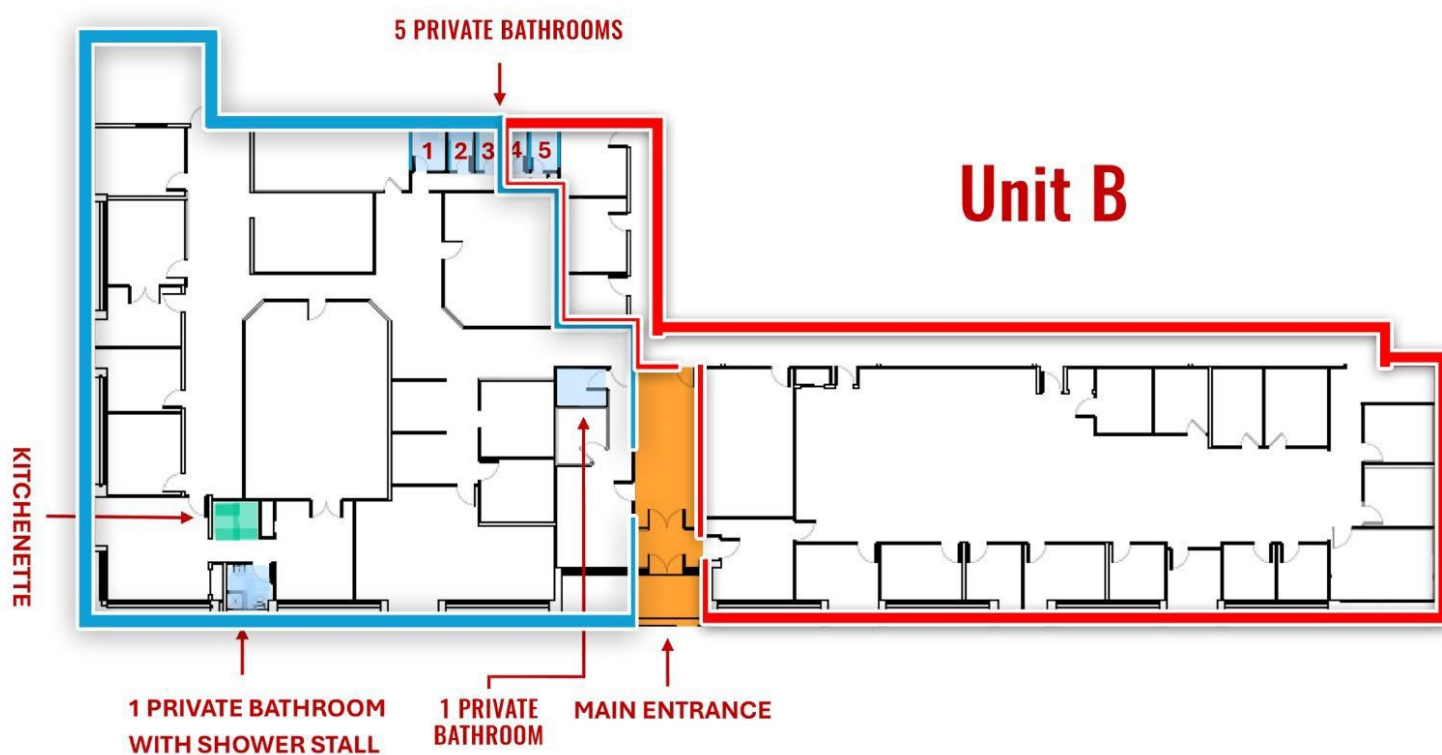 5 PRIVATE BATHROOMS
1
2
3
4
5
Unit B
KITCHENETTE
1 PRIVATE BATHROOM
WITH SHOWER STALL
1 PRIVATE
BATHROOM
MAIN ENTRANCE